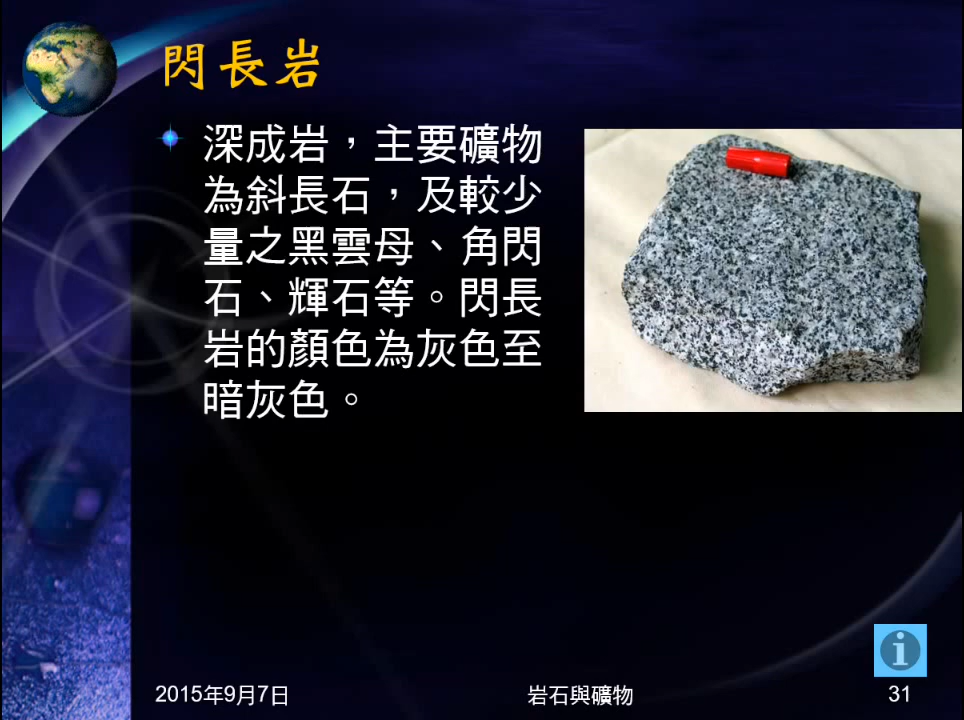 閃長岩
深成岩，主要礦物
為斜長石，及較少
量之黑雲母、角閃
石、輝石等。閃長
岩的顏色為灰色至
暗灰色。
2015年9月7日
岩石與礦物
31